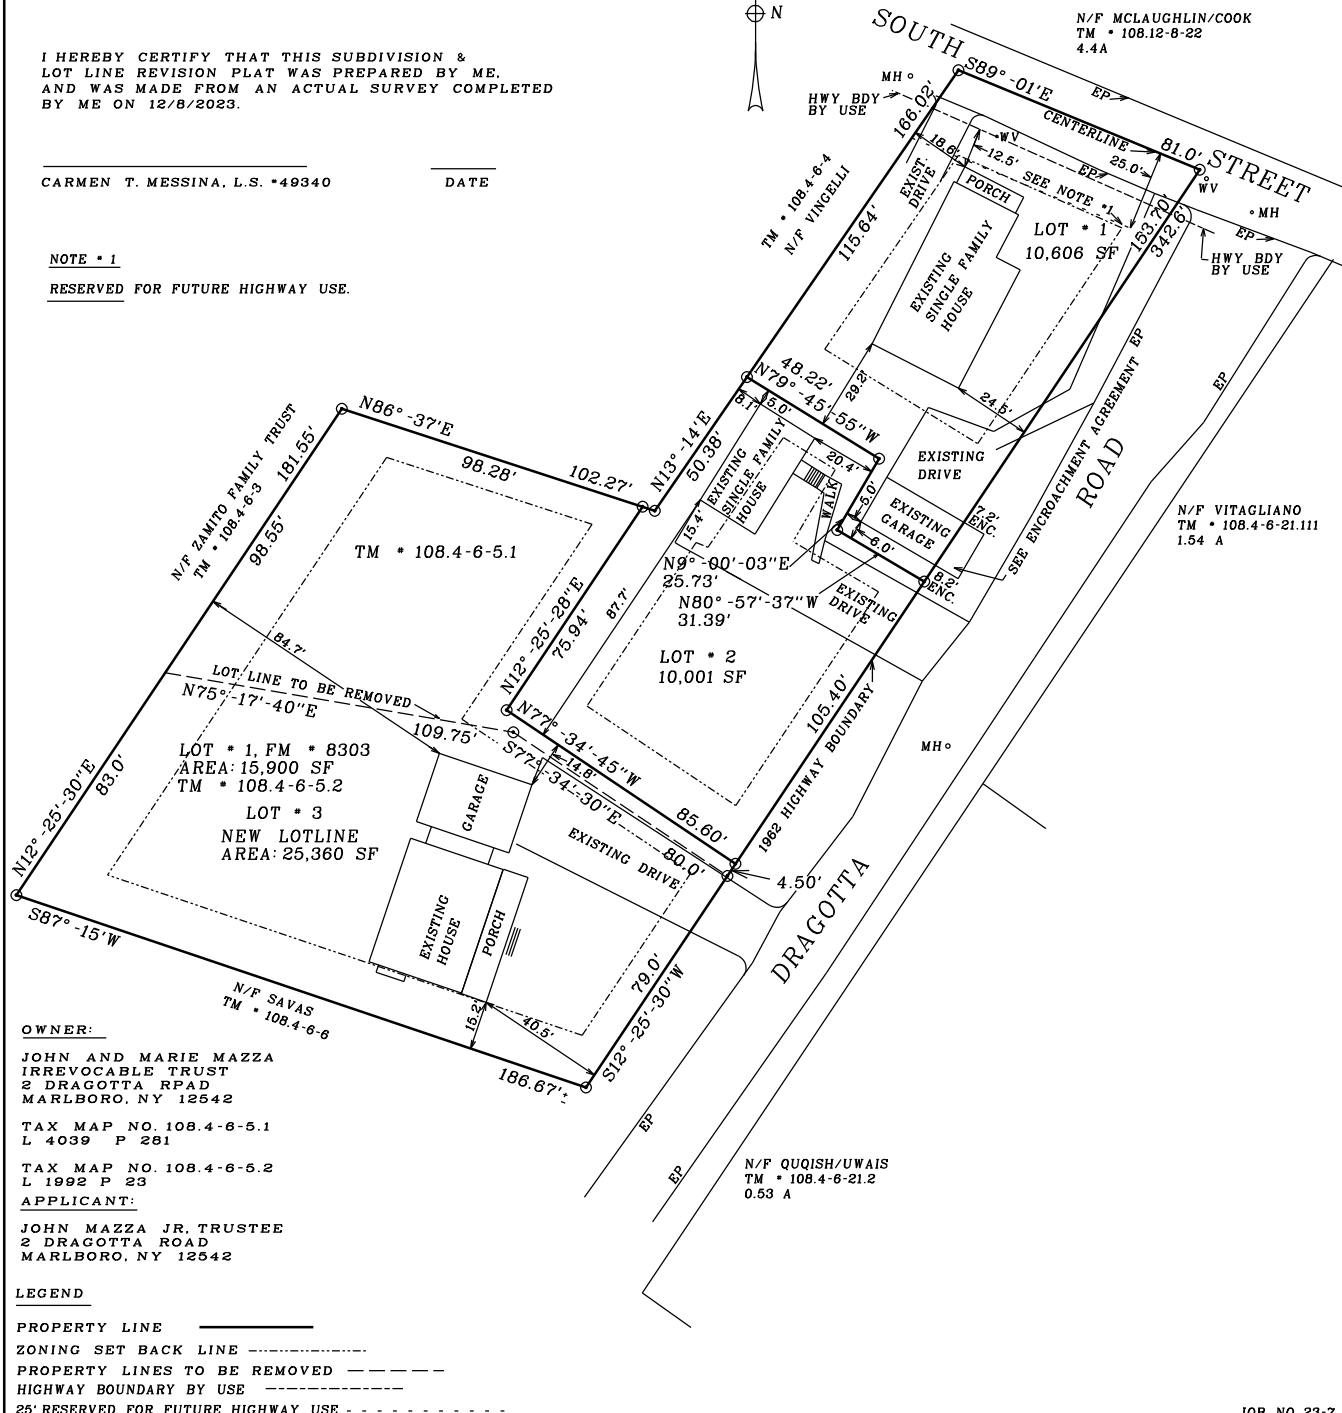 N
N/F MCLAUGHLIN/COOK
TM * 108.12-8-22
4.4A
SOUTH STREET
I HEREBY CERTIFY THAT THIS SUBDIVISION &
LOT LINE REVISION PLAT WAS PREPARED BY ME,
AND WAS MADE FROM AN ACTUAL SURVEY COMPLETED
BY ME ON 12/8/2023.
CARMEN T. MESSINA, L.S. *49340
DATE
NOTE * 1
RESERVED FOR FUTURE HIGHWAY USE.
MH
HWY BDY
BY USE
S89°-01'E
81.0'
CENTERLINE
EP
EP
EP
WV
WV
MH
166.02'
18.6'
12.5'
25.0'
SEE NOTE *1
EXIST.
DRIVE
PORCH
LOT * 1
10,606 SF
153.70'
342.6'
HWY BDY
BY USE
TM * 108.4-6-4
N/F VINGELLI
115.64'
EXISTING
SINGLE FAMILY
HOUSE
48.22'
N79°-45'-55"W
29.2'
24.5'
EP
EP
SEE ENCROACHMENT AGREEMENT
DRAGOTTA ROAD
N/F VITAGLIANO
TM * 108.4-6-21.111
1.54 A
N86°-37'E
98.28'
102.27'
N13°-14'E
50.38'
8.1'
5.0'
EXISTING
SINGLE FAMILY
HOUSE
20.4'
WALK
5.0'
EXISTING
DRIVE
EXISTING
GARAGE
7.2'
ENC.
6.0'
8.2'
ENC.
15.4'
N/F ZAMITO FAMILY TRUST
TM * 108.4-6-3
181.55'
98.55'
TM * 108.4-6-5.1
N9°-00'-03"E
25.73'
N80°-57'-37"W
31.39'
EXISTING
DRIVE
87.7'
N12°-25'-28"E
75.94'
LOT * 2
10,001 SF
84.7'
LOT LINE TO BE REMOVED
N75°-17'-40"E
109.75'
105.40'
1962 HIGHWAY BOUNDARY
N77°-34'-45"W
85.60'
S77°-34'-30"E
80.0'
14.8'
4.50'
MH
LOT * 1, FM * 8303
AREA: 15,900 SF
TM * 108.4-6-5.2
LOT * 3
NEW LOTLINE
AREA: 25,360 SF
N12°-25'-30"E
83.0'
GARAGE
EXISTING DRIVE
EXISTING
HOUSE
PORCH
S87°-15'W
186.67'±
N/F SAVAS
TM * 108.4-6-6
15.2'
40.5'
79.0'
S12°-25'-30"W
EP
EP
N/F QUQISH/UWAIS
TM * 108.4-6-21.2
0.53 A
OWNER:
JOHN AND MARIE MAZZA
IRREVOCABLE TRUST
2 DRAGOTTA RPAD
MARLBORO, NY 12542
TAX MAP NO. 108.4-6-5.1
L 4039 P 281
TAX MAP NO. 108.4-6-5.2
L 1992 P 23
APPLICANT:
JOHN MAZZA JR, TRUSTEE
2 DRAGOTTA ROAD
MARLBORO, NY 12542
LEGEND
PROPERTY LINE
ZONING SET BACK LINE
PROPERTY LINES TO BE REMOVED
HIGHWAY BOUNDARY BY USE
25' RESERVED FOR FUTURE HIGHWAY USE
JOB NO. 23-7